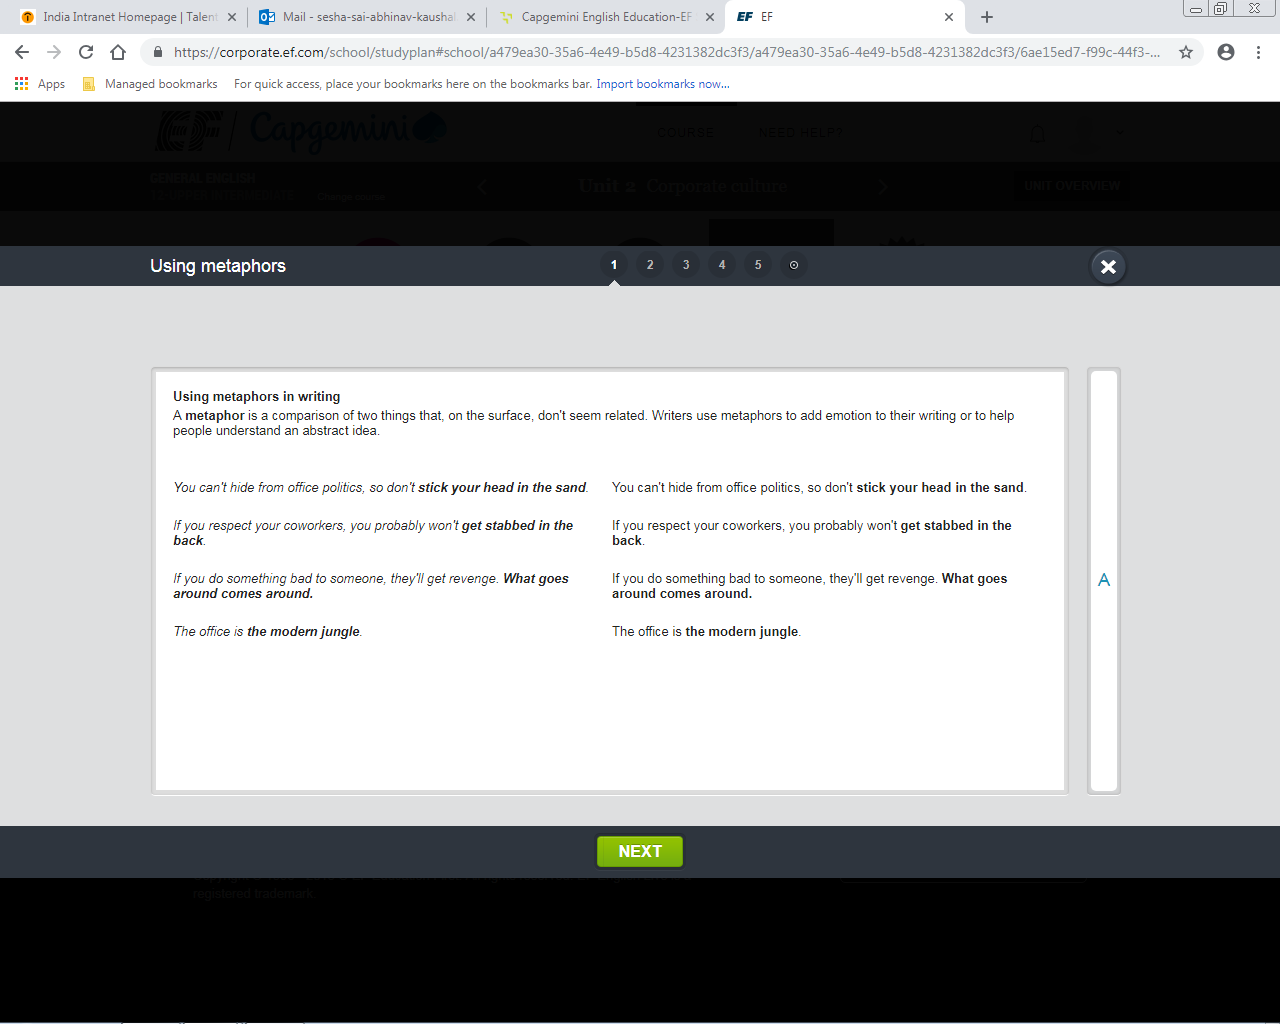 India Intranet Homepage | Talent
Mail - sesha-sai-abhinav-kaushal
Capgemini English Education-EF
EF EF
https://corporate.ef.com/school/studyplan#school/a479ea30-35a6-4e49-b5d8-4231382dc3f3/a479ea30-35a6-4e49-b5d8-4231382dc3f3/6ae15ed7-f99c-44f3-...
Apps Managed bookmarks For quick access, place your bookmarks here on the bookmarks bar. Import bookmarks now...
EF Capgemini COURSE NEED HELP?
GENERAL ENGLISH
Unit 2 Corporate culture
UNIT OVERVIEW
Change course
Using metaphors 1 2 3 4 5
Using metaphors in writing
A metaphor is a comparison of two things that, on the surface, don't seem related. Writers use metaphors to add emotion to their writing or to help
people understand an abstract idea.
You can't hide from office politics, so don't stick your head in the sand. You can't hide from office politics, so don't stick your head in the sand.
If you respect your coworkers, you probably won't get stabbed in the If you respect your coworkers, you probably won't get stabbed in the
back. back.
If you do something bad to someone, they'll get revenge. What goes If you do something bad to someone, they'll get revenge. What goes
around comes around. around comes around.
The office is the modern jungle. The office is the modern jungle.
A
NEXT
registered trademark